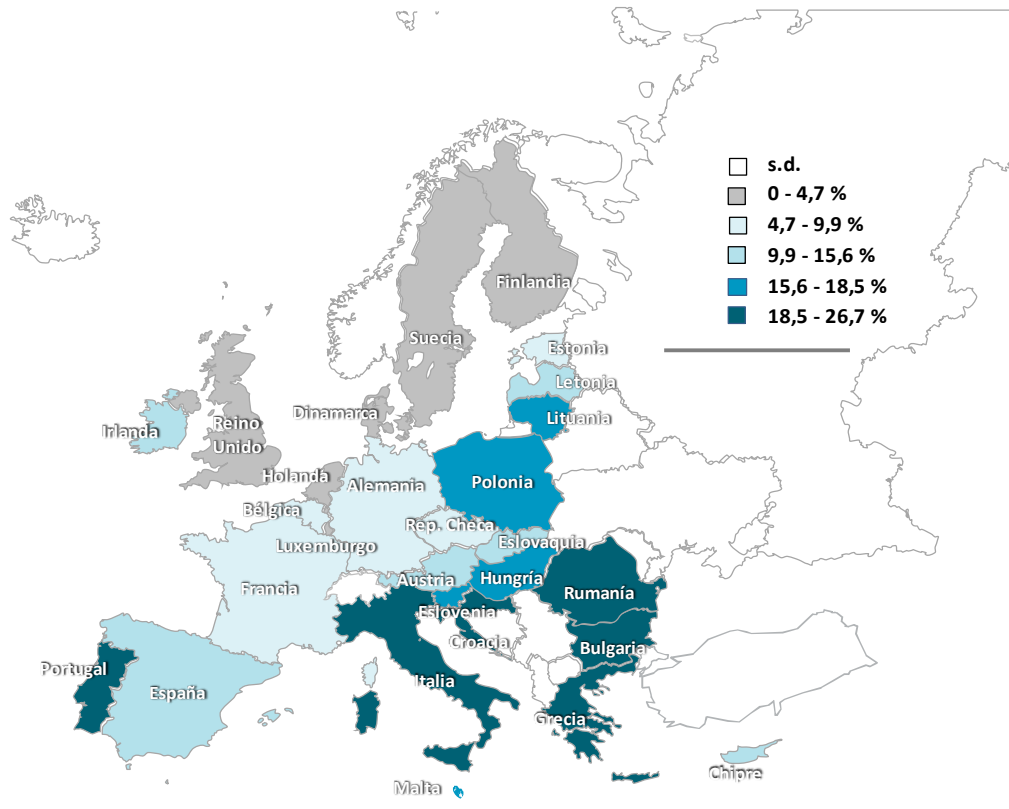 s.d.
0 - 4,7 %
4,7 - 9,9 %
9,9 - 15,6 %
15,6 - 18,5 %
18,5 - 26,7 %
Finlandia
Suecia
Estonia
Letonia
Lituania
Dinamarca
Irlanda
Reino
Unido
Holanda
Alemania
Polonia
Bélgica
Rep. Checa
Eslovaquia
Luxemburgo
Francia
Austria
Hungría
Rumanía
Eslovenia
Croacia
Bulgaria
Portugal
España
Italia
Grecia
Chipre
Malta